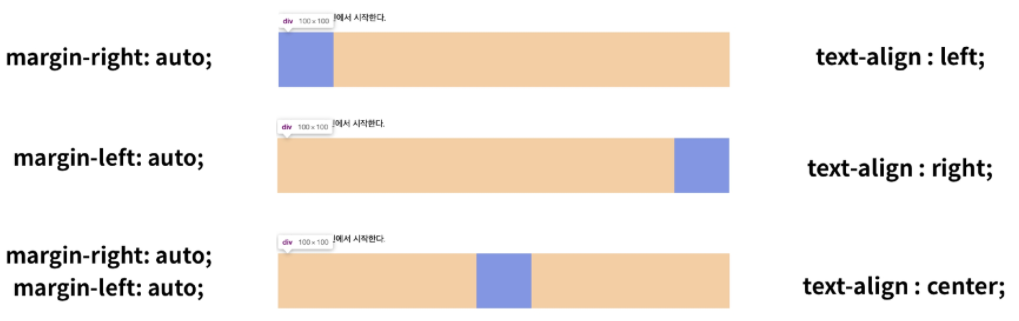 div 100 × 100 에서 시작한다.
margin-right: auto;
text-align : left;
div 100 × 100 에서 시작한다.
margin-left: auto;
text-align : right;
div 100 × 100 에서 시작한다.
margin-right: auto;
margin-left: auto;
text-align : center;